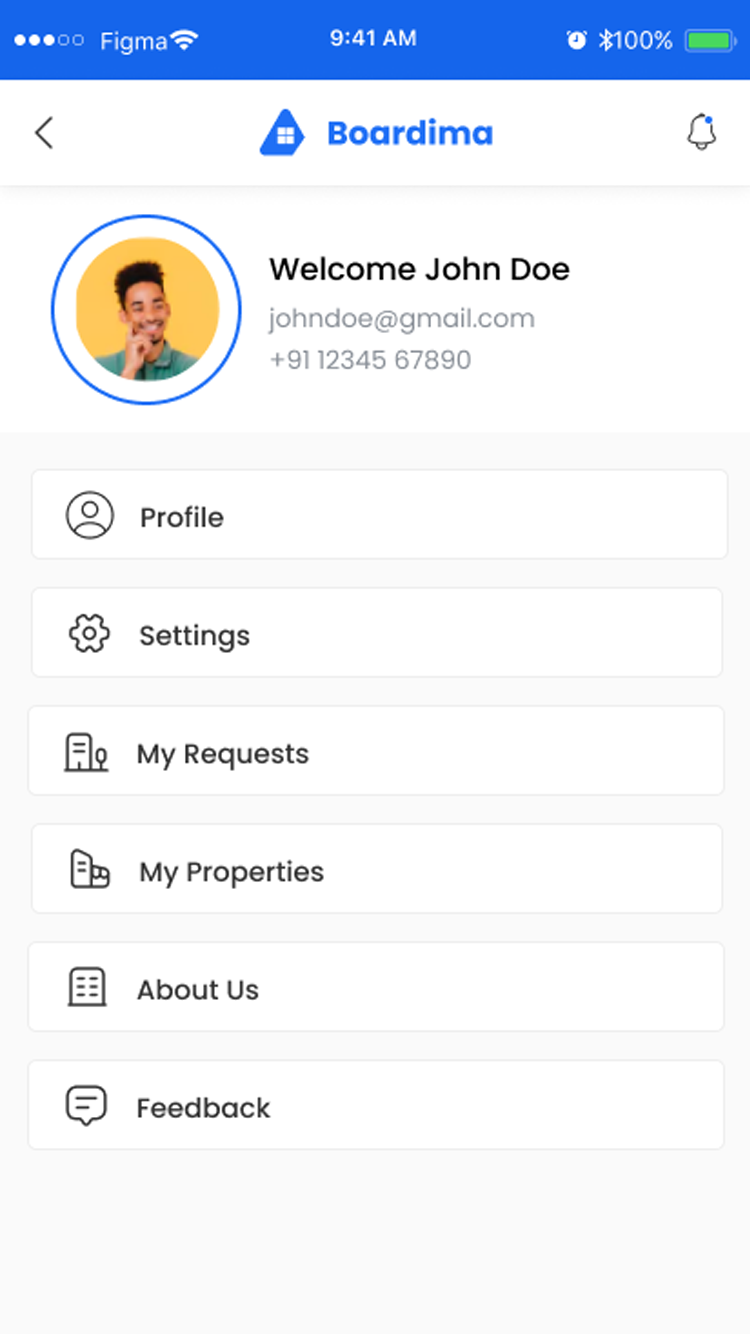 Figma 9:41 AM 100%
Boardima
Welcome John Doe
johndoe@gmail.com
+91 12345 67890
Profile
Settings
My Requests
My Properties
About Us
Feedback